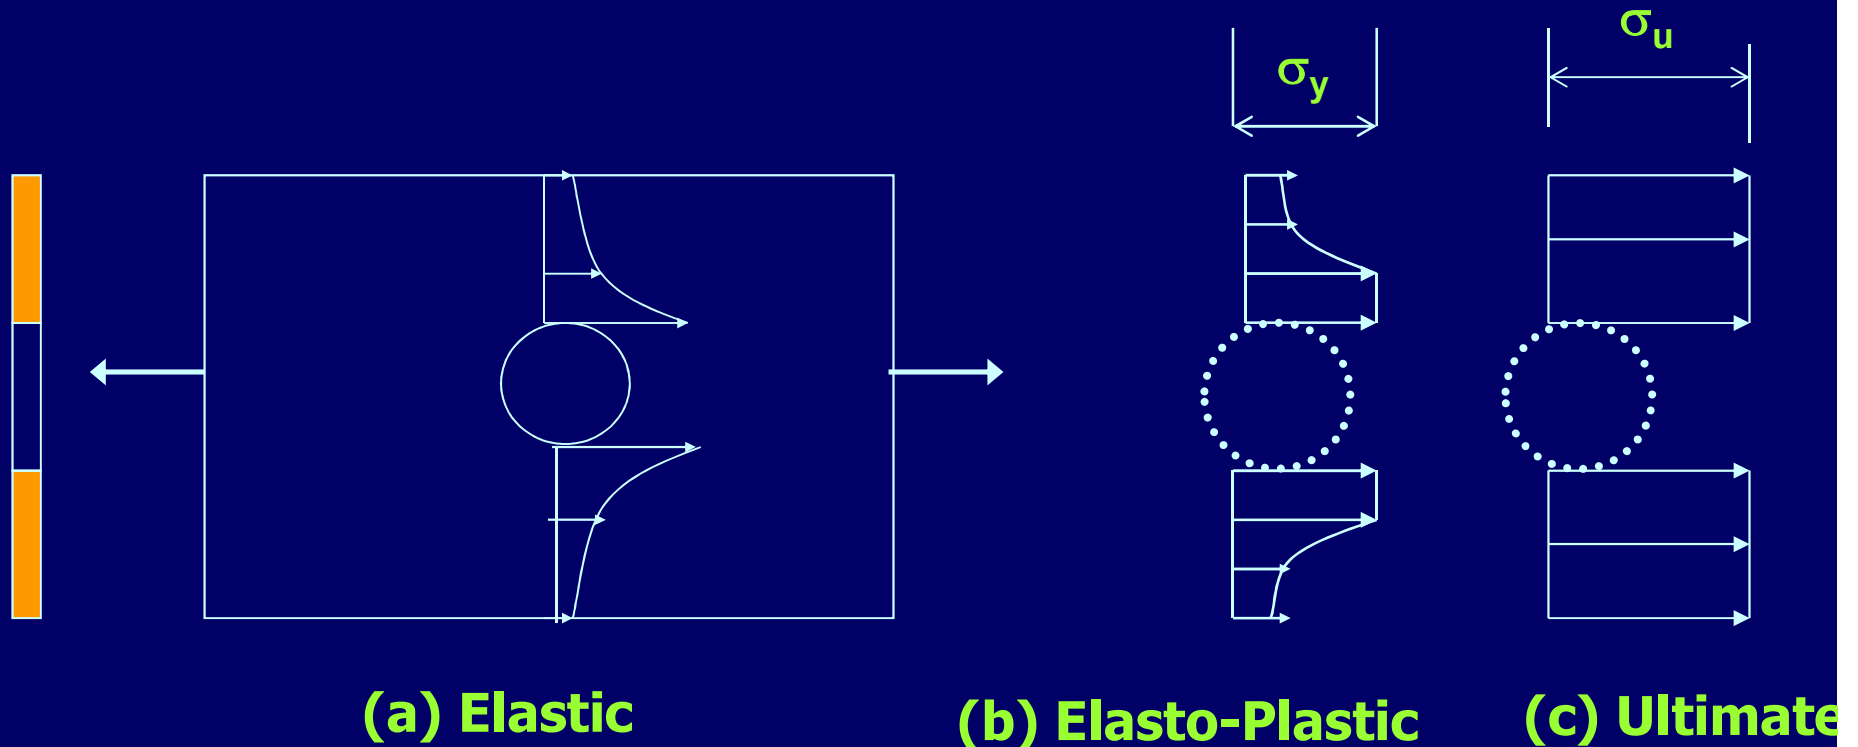 σy
σu
(a) Elastic
(b) Elasto-Plastic
(c) Ultimate